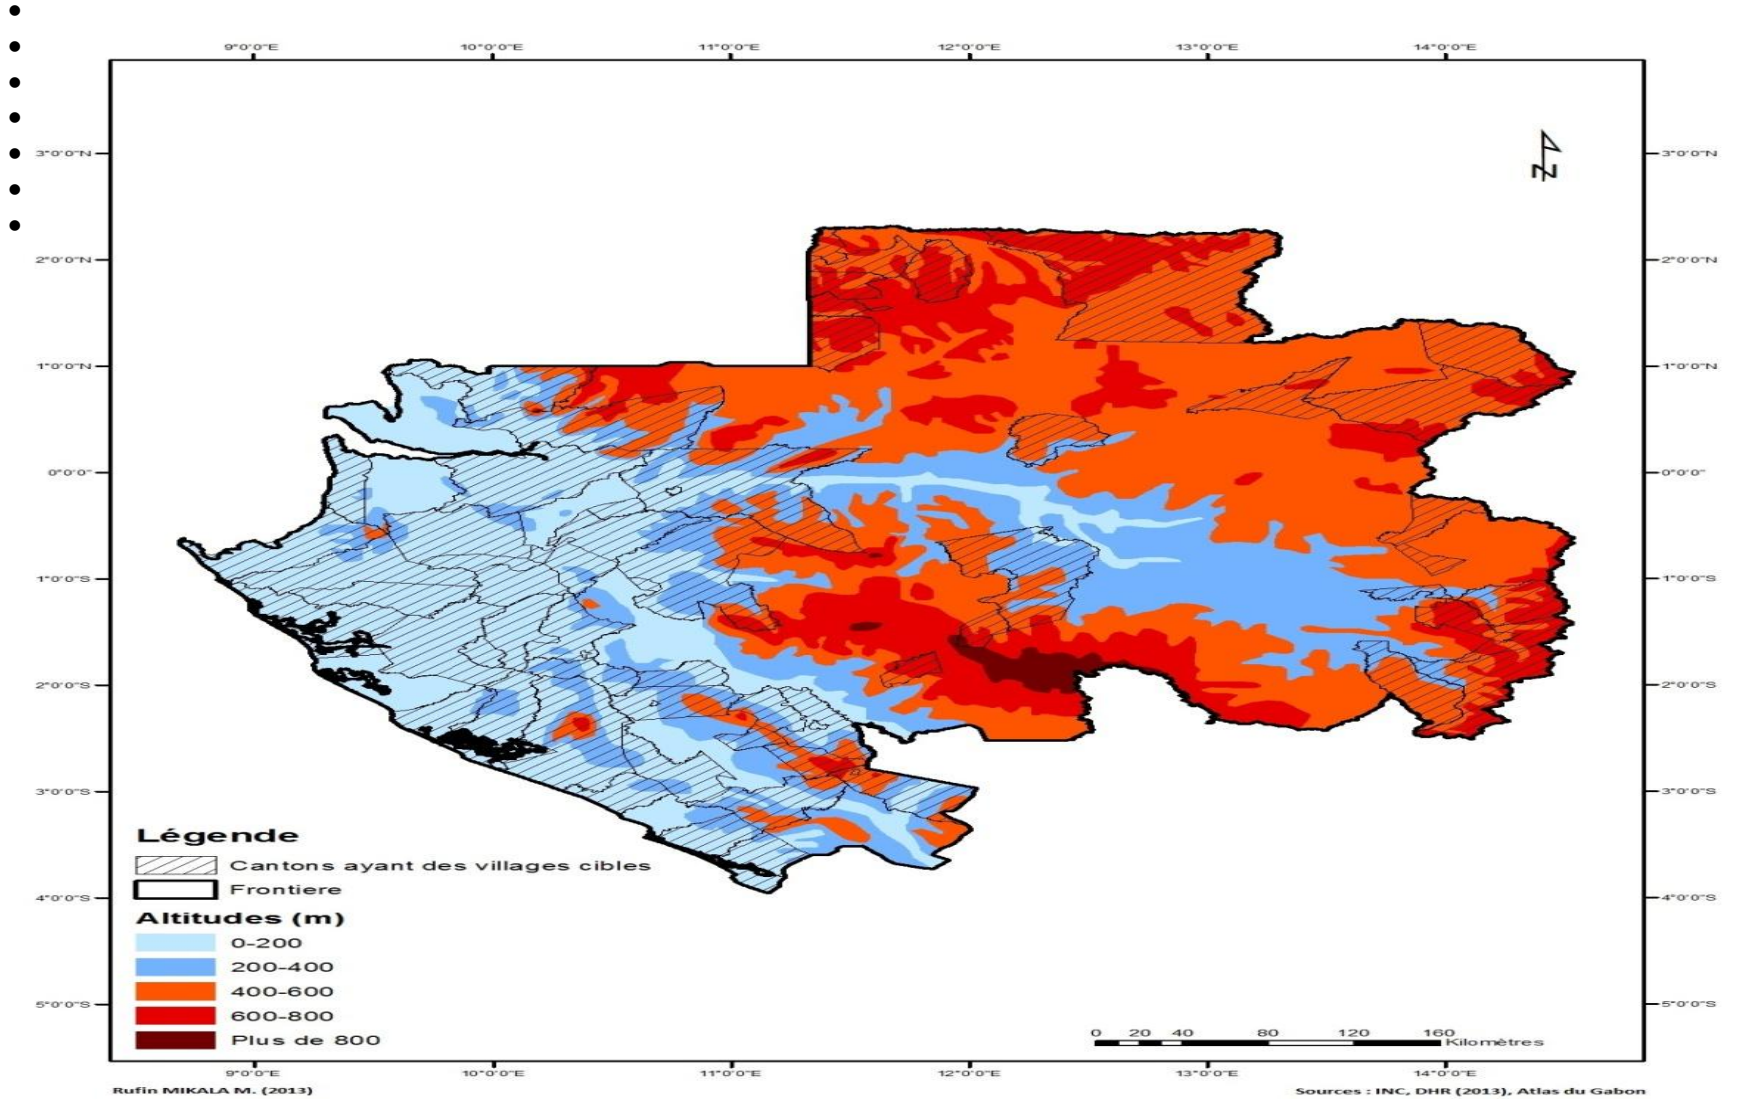 •
•
•
•
•
•
•
9°0'0"E 10°0'0"E 11°0'0"E 12°0'0"E 13°0'0"E 14°0'0"E
3°0'0"N 3°0'0"N
N
2°0'0"N 2°0'0"N
1°0'0"N 1°0'0"N
0°0'0" 0°0'0"
1°0'0"S 1°0'0"S
2°0'0"S 2°0'0"S
3°0'0"S 3°0'0"S
Légende
Cantons ayant des villages cibles
Frontiere
4°0'0"S 4°0'0"S
Altitudes (m)
0-200
200-400
400-600
5°0'0"S 5°0'0"S
600-800
Plus de 800
0 20 40 80 120 160
Kilomètres
9°0'0"E 10°0'0"E 11°0'0"E 12°0'0"E 13°0'0"E 14°0'0"E
Rufin MIKALA M. (2013) Sources : INC, DHR (2013), Atlas du Gabon